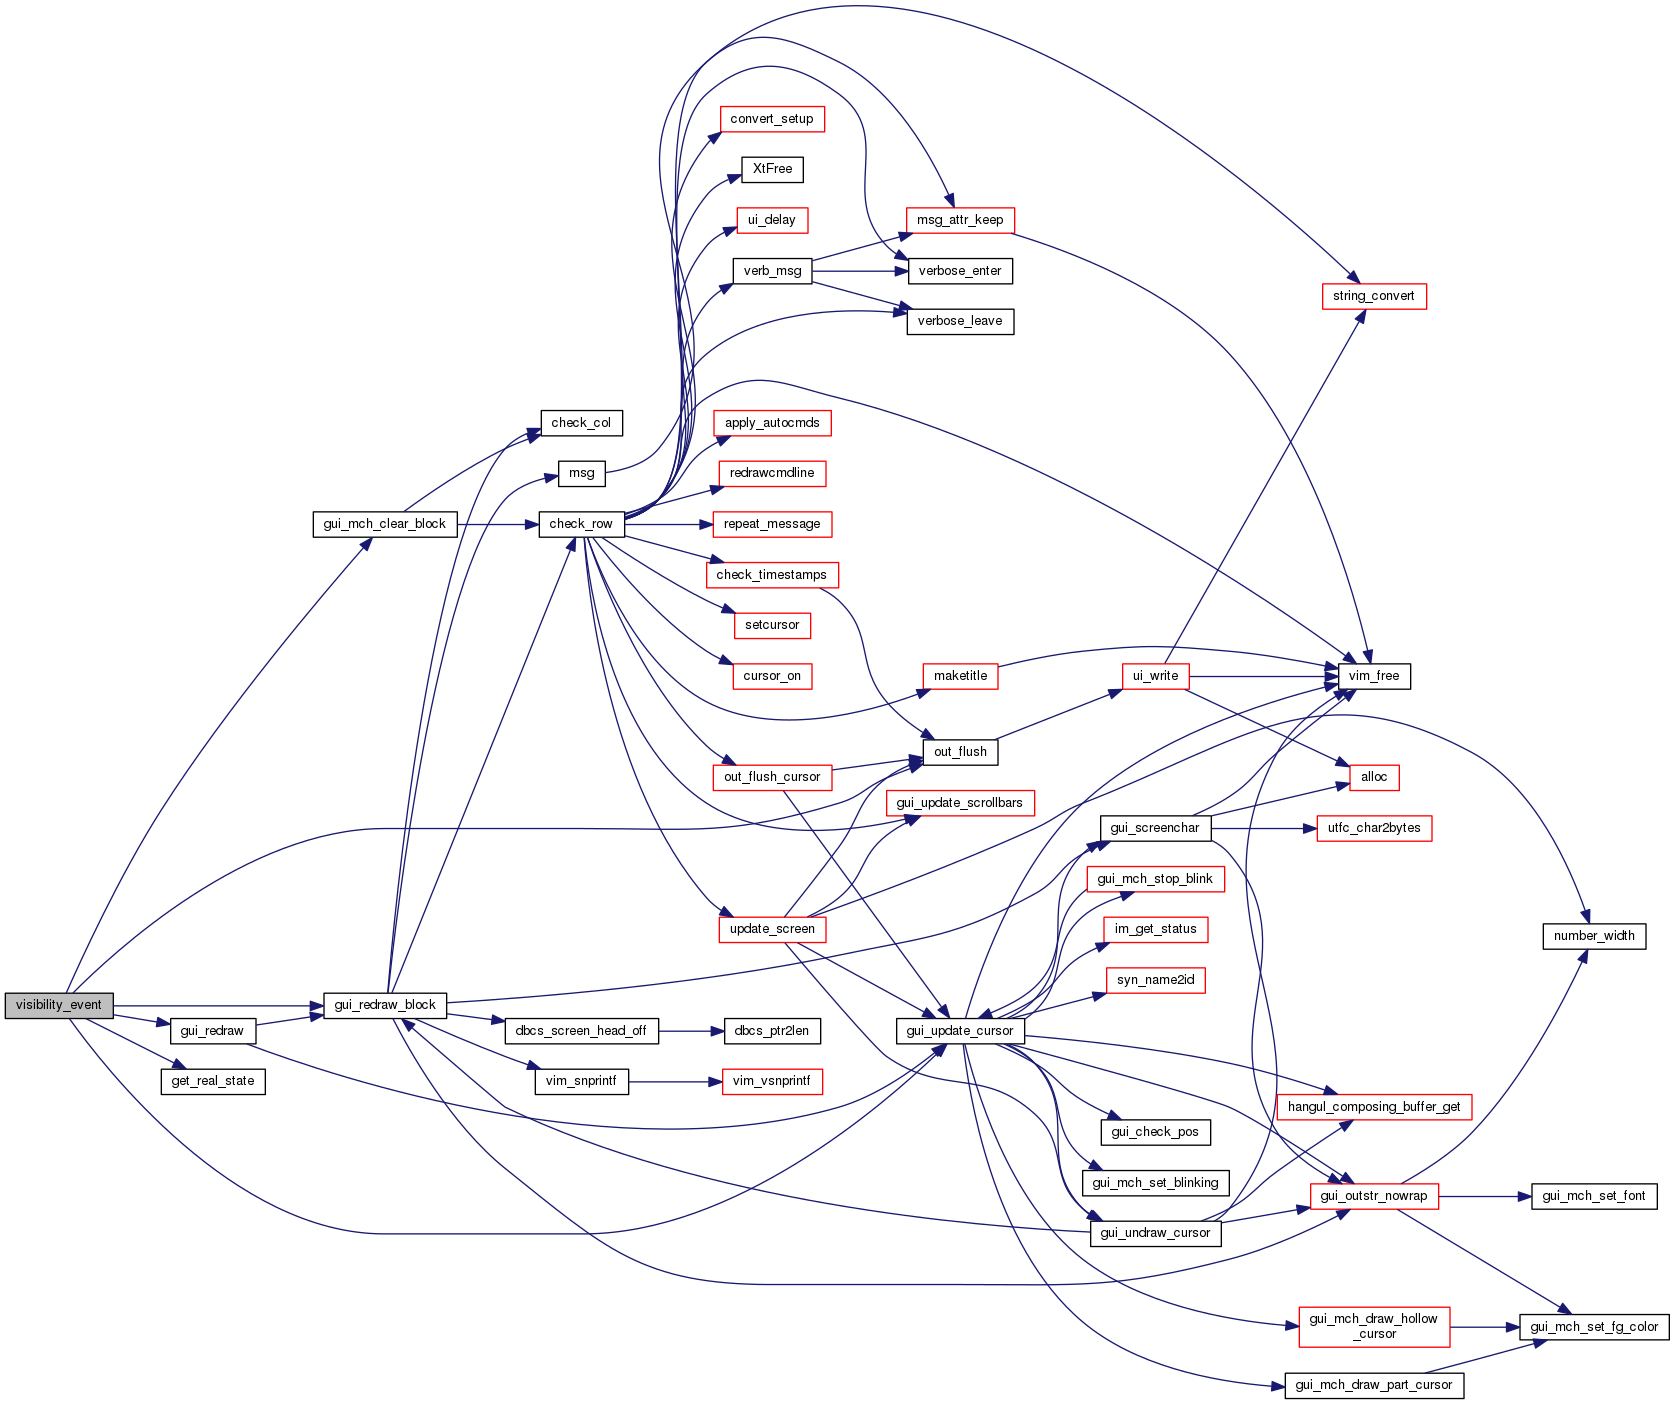 convert_setup
XtFree
ui_delay
msg_attr_keep
verb_msg
verbose_enter
string_convert
verbose_leave
check_col
apply_autocmds
msg
redrawcmdline
gui_mch_clear_block
check_row
repeat_message
check_timestamps
setcursor
cursor_on
maketitle
ui_write
vim_free
out_flush
out_flush_cursor
alloc
gui_update_scrollbars
gui_screenchar
utfc_char2bytes
gui_mch_stop_blink
update_screen
im_get_status
number_width
syn_name2id
visibility_event
gui_redraw_block
gui_redraw
dbcs_screen_head_off
dbcs_ptr2len
gui_update_cursor
get_real_state
vim_snprintf
vim_vsnprintf
hangul_composing_buffer_get
gui_check_pos
gui_mch_set_blinking
gui_outstr_nowrap
gui_mch_set_font
gui_undraw_cursor
gui_mch_draw_hollow
_cursor
gui_mch_set_fg_color
gui_mch_draw_part_cursor